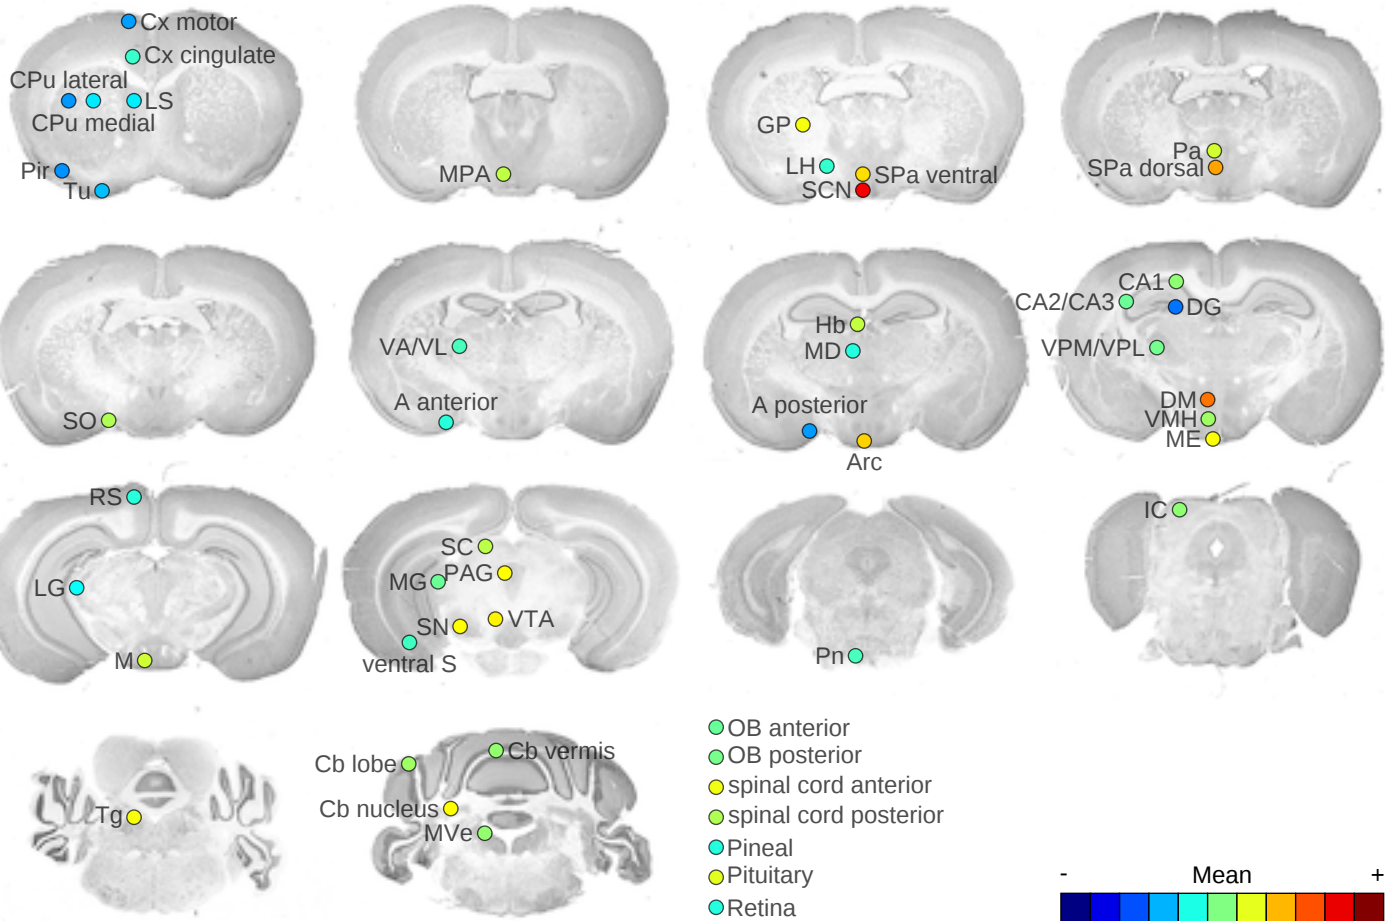 Cx motor
Cx cingulate
CPu lateral
LS
CPu medial
Pir
Tu
MPA
GP
LH
SPa ventral
SCN
Pa
SPa dorsal
SO
VA/VL
A anterior
Hb
MD
A posterior
Arc
CA1
CA2/CA3
DG
VPM/VPL
DM
VMH
ME
RS
LG
M
SC
MG PAG
SN VTA
ventral S
Pn
IC
Tg
Cb lobe
Cb vermis
Cb nucleus
MVe
OB anterior
OB posterior
spinal cord anterior
spinal cord posterior
Pineal
Pituitary
Retina
- Mean +